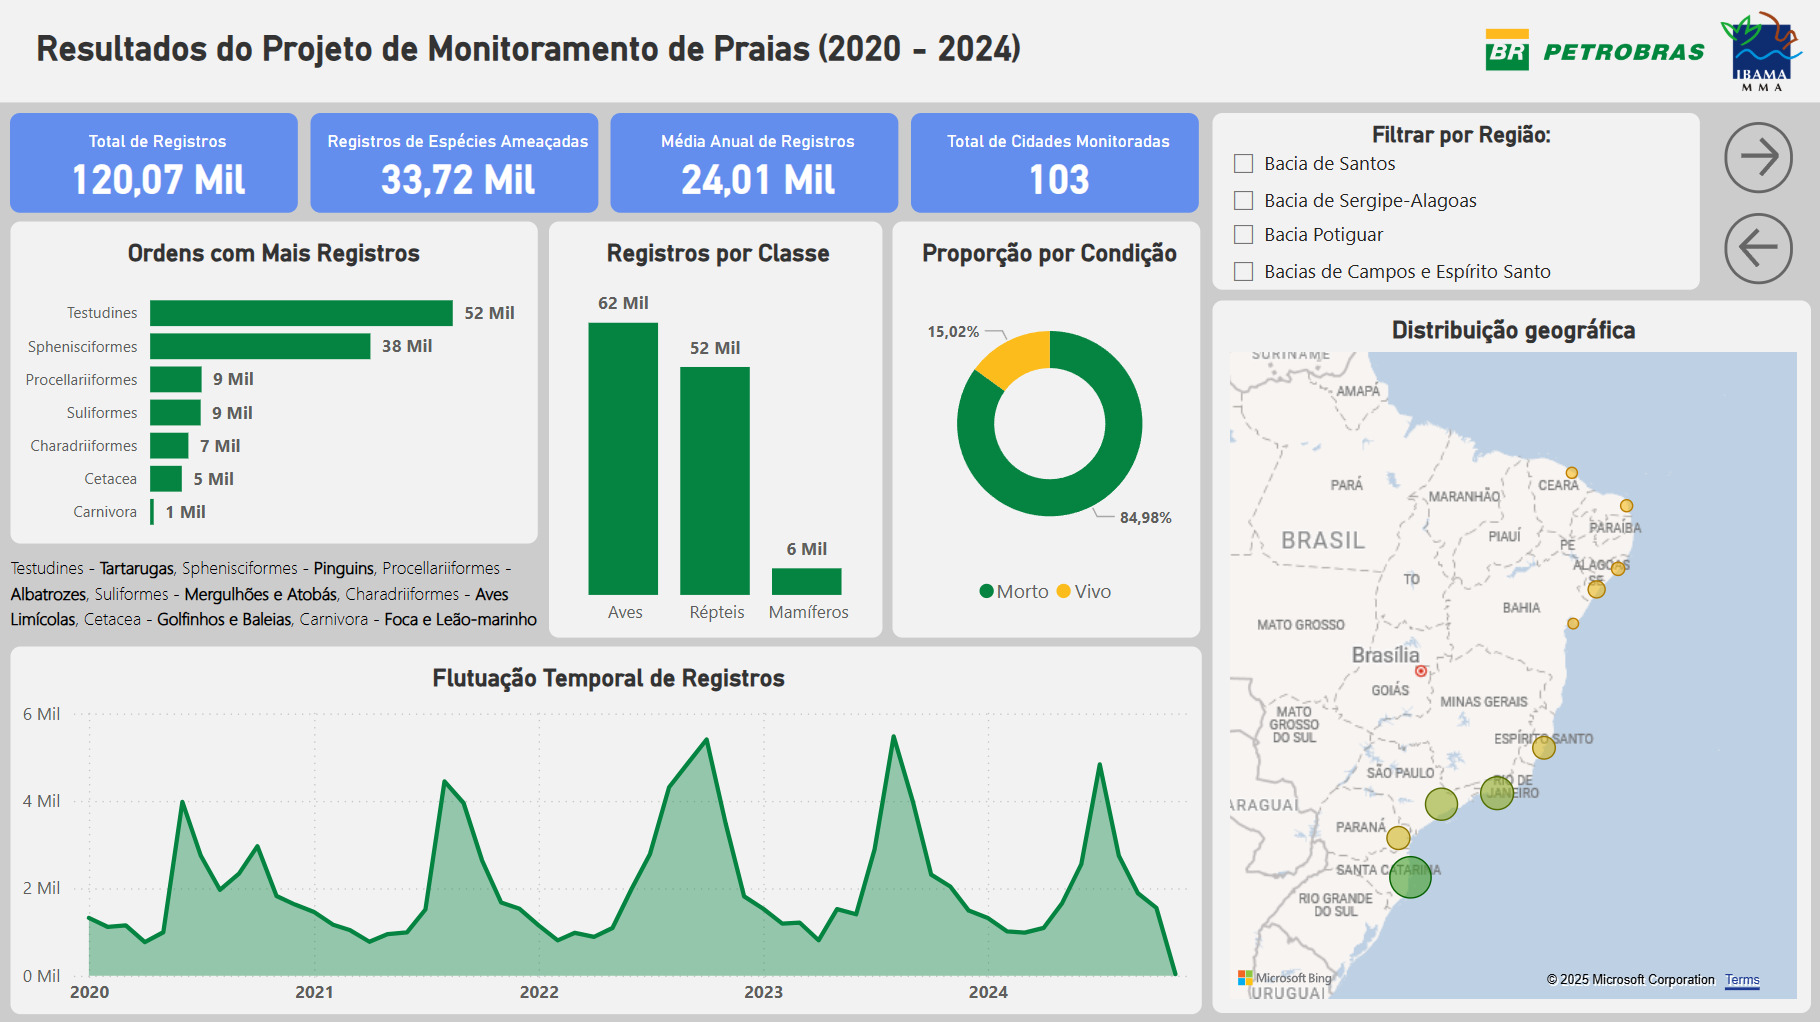 Resultados do Projeto de Monitoramento de Praias (2020 - 2024)
BR PETROBRAS
IBAMA
M M A
Total de Registros
120,07 Mil
Registros de Espécies Ameaçadas
33,72 Mil
Média Anual de Registros
24,01 Mil
Total de Cidades Monitoradas
103
Filtrar por Região:
Bacia de Santos
Bacia de Sergipe-Alagoas
Bacia Potiguar
Bacias de Campos e Espírito Santo
Ordens com Mais Registros
Testudines 52 Mil
Sphenisciformes 38 Mil
Procellariiformes 9 Mil
Suliformes 9 Mil
Charadriiformes 7 Mil
Cetacea 5 Mil
Carnivora 1 Mil
Testudines - Tartarugas, Sphenisciformes - Pinguins, Procellariiformes -
Albatrozes, Suliformes - Mergulhões e Atobás, Charadriiformes - Aves
Limícolas, Cetacea - Golfinhos e Baleias, Carnivora - Foca e Leão-marinho
Registros por Classe
62 Mil
52 Mil
6 Mil
Aves Répteis Mamíferos
Proporção por Condição
15,02%
84,98%
Morto Vivo
Flutuação Temporal de Registros
6 Mil
4 Mil
2 Mil
0 Mil
2020 2021 2022 2023 2024
Distribuição geográfica
SURINAME
AMAPÁ
PARÁ
MARANHÃO
CEARÁ
PARAÍBA
PIAUÍ
PE
BRASIL
ALAGOAS
SE
TO
BAHIA
MATO GROSSO
Brasília
GOIÁS
MINAS GERAIS
MATO
GROSSO
DO SUL
ESPÍRITO SANTO
SÃO PAULO
RIO DE
JANEIRO
ARAGUAI
PARANÁ
SANTA CATARINA
RIO GRANDE
DO SUL
Microsoft Bing
© 2025 Microsoft Corporation Terms
URUGUAI